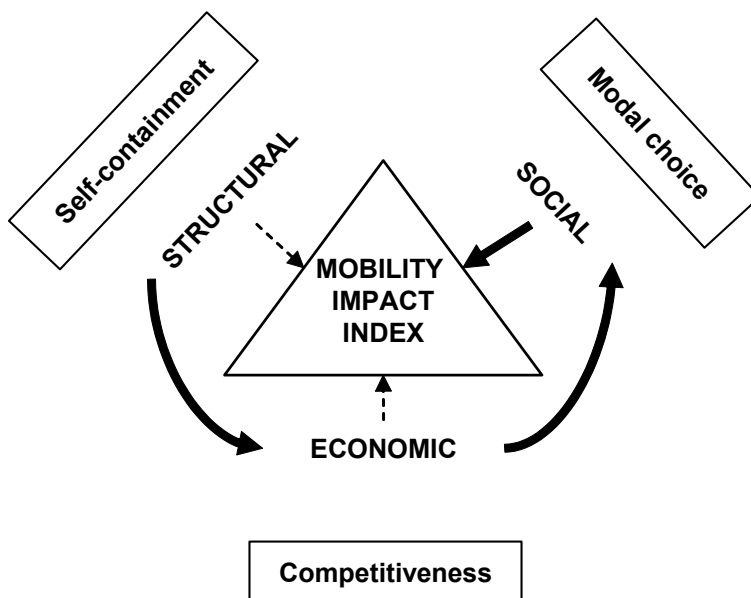 Self-containment
Modal choice
STRUCTURAL
SOCIAL
MOBILITY
IMPACT
INDEX
ECONOMIC
Competitiveness